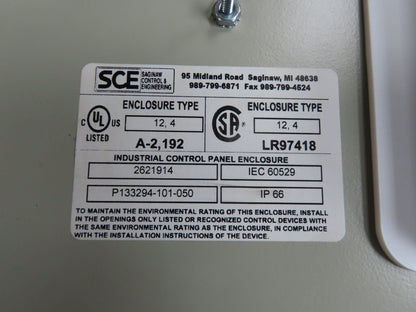 SCE SAGINAW CONTROL & ENGINEERING
95 Midland Road Saginaw, MI 48638
989-799-6871 Fax 989-799-4524
ENCLOSURE TYPE
12, 4
C UL US LISTED
A-2,192
ENCLOSURE TYPE
12, 4
SA
LR97418
INDUSTRIAL CONTROL PANEL ENCLOSURE
2621914 IEC 60529
P133294-101-050 IP 66
TO MAINTAIN THE ENVIRONMENTAL RATING OF THIS ENCLOSURE, INSTALL
IN THE OPENINGS ONLY LISTED OR RECOGNIZED CONTROL DEVICES WITH
THE SAME ENVIRONMENTAL RATING AS THE ENCLOSURE, IN COMPLIANCE
WITH THE INSTALLATION INSTRUCTIONS OF THE DEVICE.